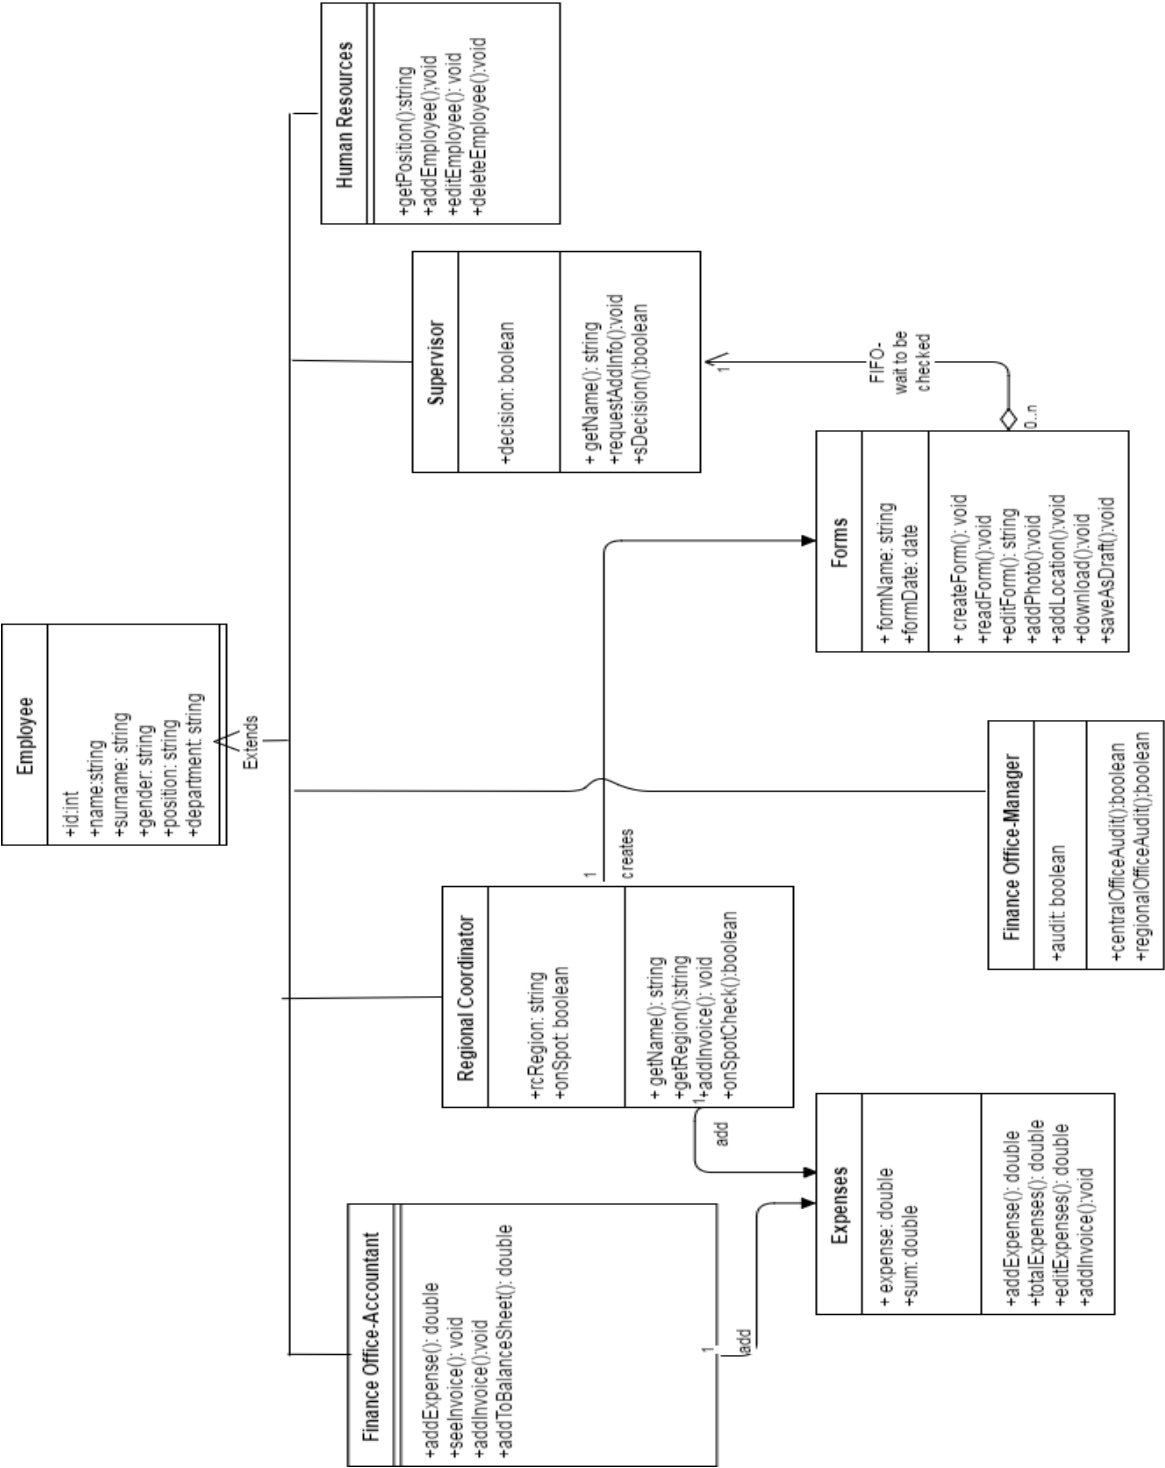 Employee
+id:int
+name:string
+surname: string
+gender: string
+position: string
+department: string
Extends
Finance Office-Accountant
+addExpense(): double
+seeInvoice(): void
+addInvoice():void
+addToBalanceSheet(): double
1
add
Regional Coordinator
+rcRegion: string
+onSpot: boolean
+ getName(): string
+getRegion():string
+addInvoice(): void
+onSpotCheck():boolean
1
add
1
creates
Supervisor
+decision: boolean
+ getName(): string
+requestAddInfo():void
+sDecision():boolean
1
FIFO-
wait to be
checked
0..n
Human Resources
+getPosition():string
+addEmployee();void
+editEmployee(): void
+deleteEmployee():void
Expenses
+ expense: double
+sum: double
+addExpense(): double
+totalExpenses(): double
+editExpenses(): double
+addInvoice():void
Finance Office-Manager
+audit: boolean
+centralOfficeAudit():boolean
+regionalOfficeAudit();boolean
Forms
+ formName: string
+formDate: date
+ createForm(): void
+readForm():void
+editForm(): string
+addPhoto():void
+addLocation():void
+download():void
+saveAsDraft():void